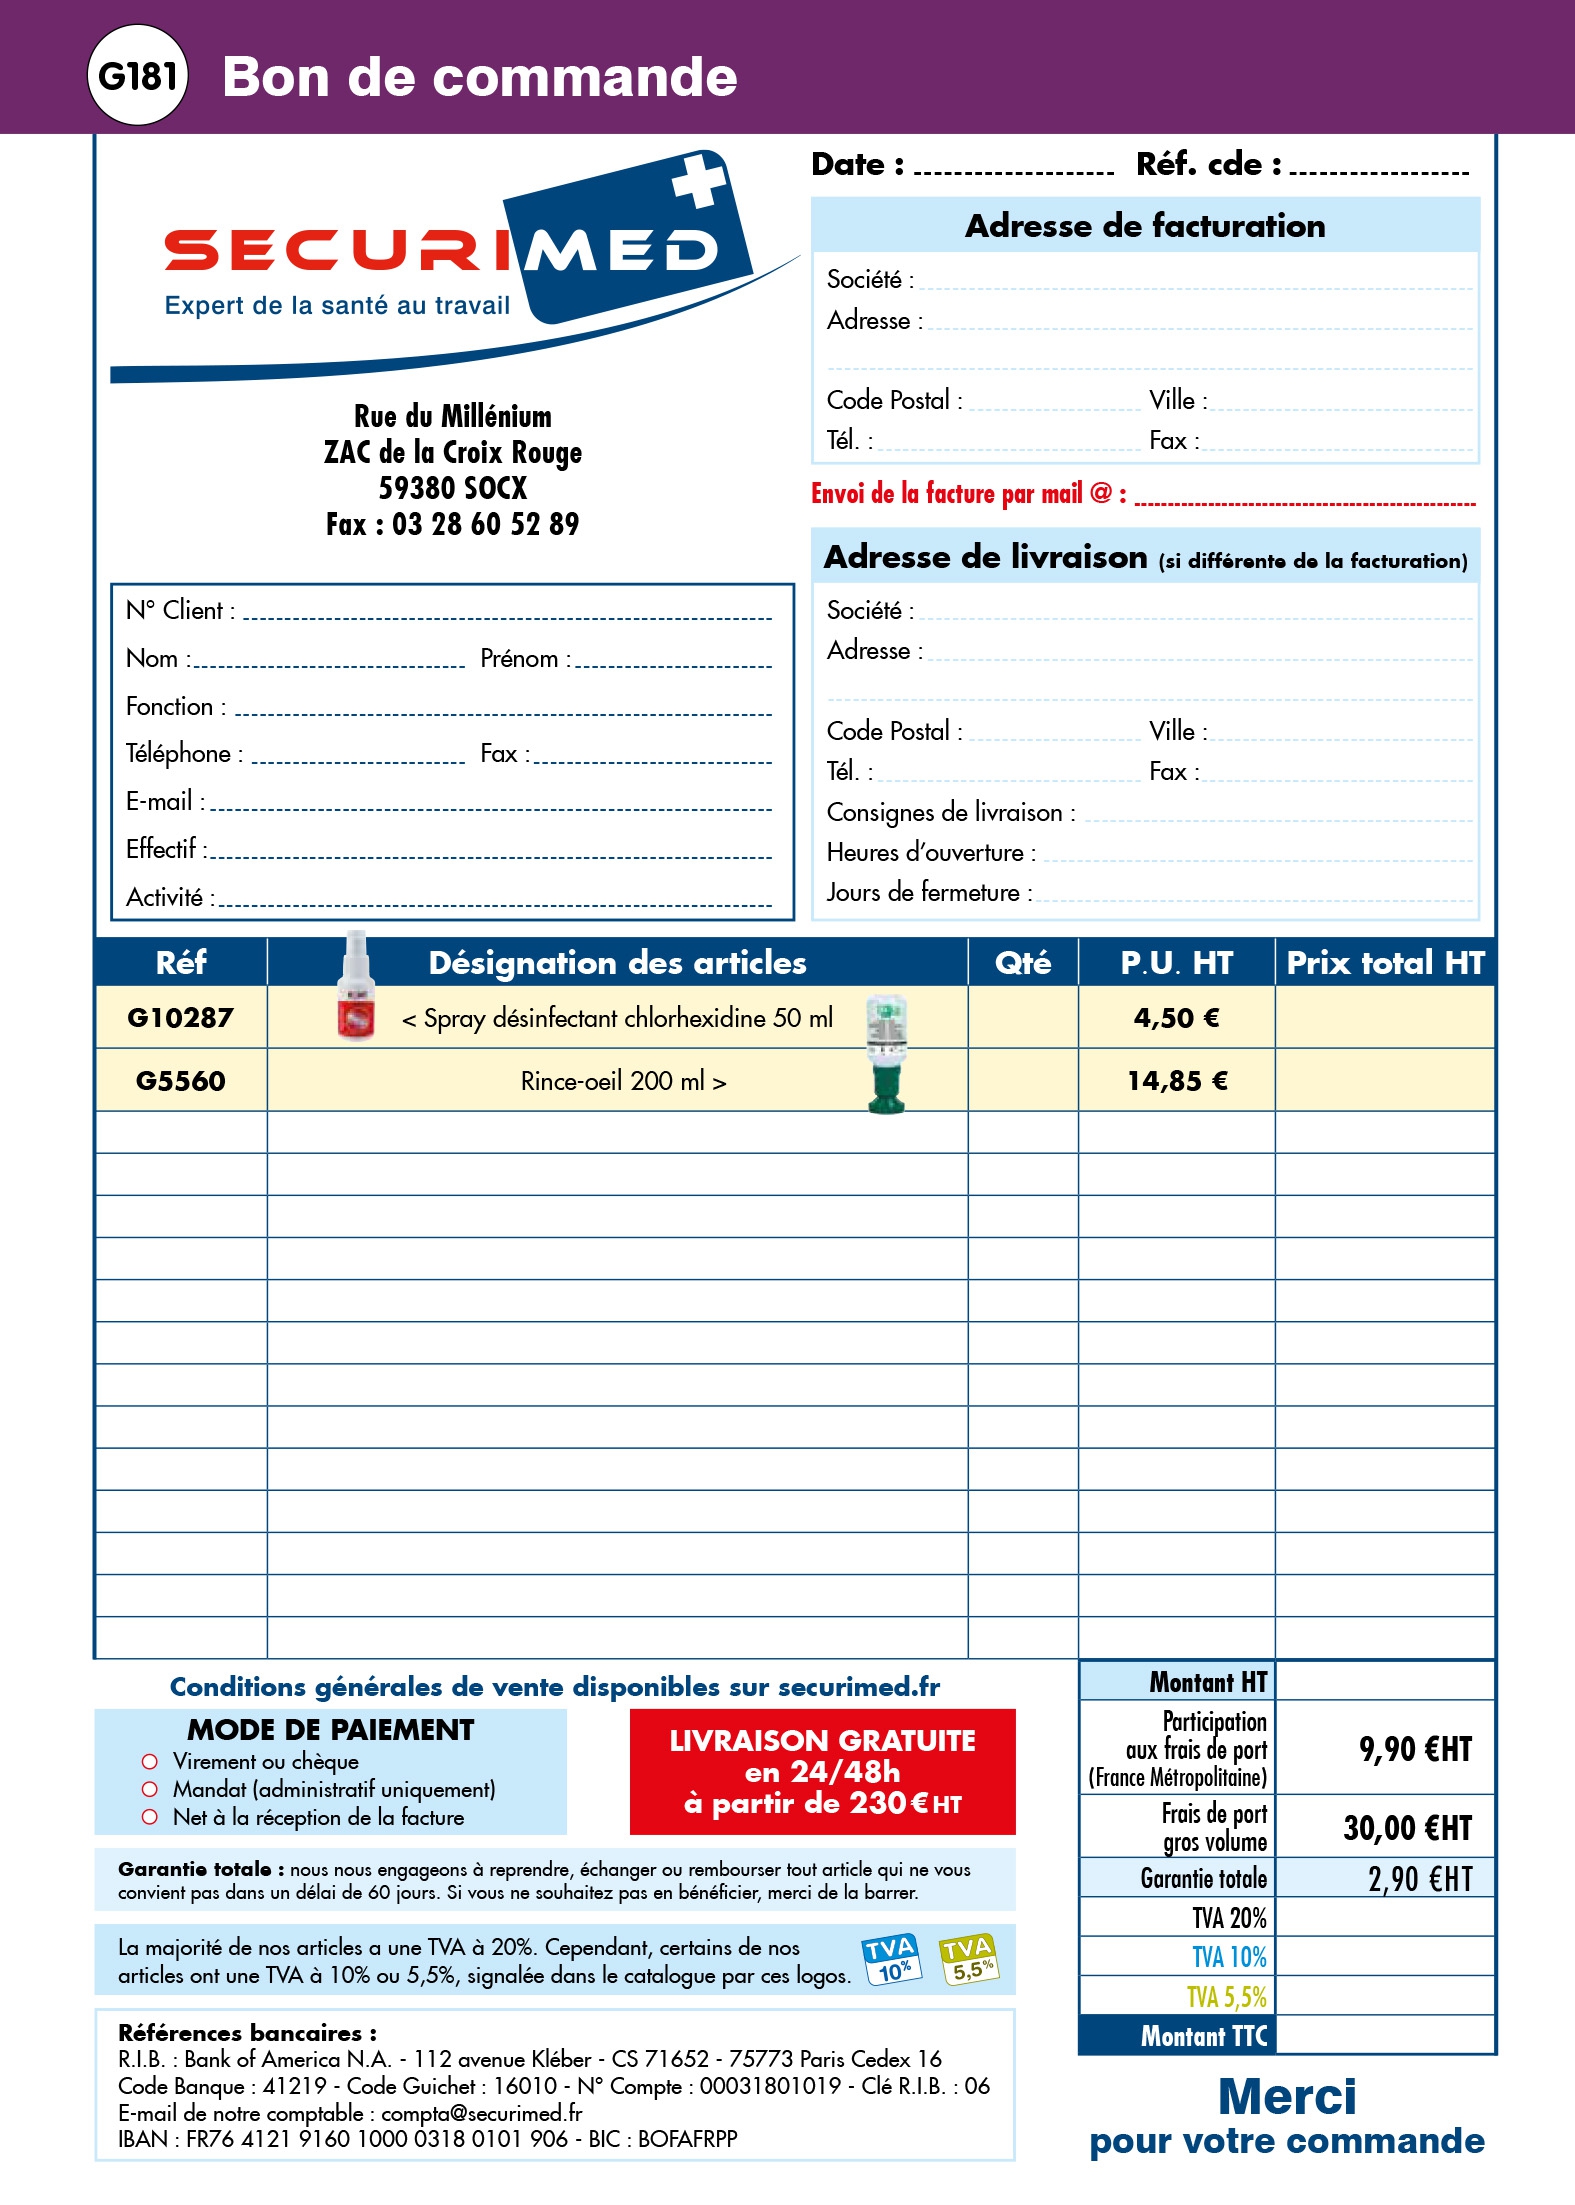 G181 Bon de commande
SECURIMED
Expert de la santé au travail
Rue du Millénium
ZAC de la Croix Rouge
59380 SOCX
Fax : 03 28 60 52 89
Date : Réf. cde :
Adresse de facturation
Société :
Adresse :
Code Postal : Ville :
Tél. : Fax :
Envoi de la facture par mail @ :
Adresse de livraison (si différente de la facturation)
Société :
Adresse :
Code Postal : Ville :
Tél. : Fax :
Consignes de livraison :
Heures d'ouverture :
Jours de fermeture :
N° Client :
Nom : Prénom :
Fonction :
Téléphone : Fax :
E-mail :
Effectif :
Activité :
Réf Désignation des articles Qté P.U. HT Prix total HT
G10287 < Spray désinfectant chlorhexidine 50 ml 4,50 €
G5560 Rince-oeil 200 ml > 14,85 €
Conditions générales de vente disponibles sur securimed.fr
MODE DE PAIEMENT
Virement ou chèque
Mandat (administratif uniquement)
Net à la réception de la facture
LIVRAISON GRATUITE
en 24/48h
à partir de 230 € HT
Garantie totale : nous nous engageons à reprendre, échanger ou rembourser tout article qui ne vous
convient pas dans un délai de 60 jours. Si vous ne souhaitez pas en bénéficier, merci de la barrer.
La majorité de nos articles a une TVA à 20%. Cependant, certains de nos
articles ont une TVA à 10% ou 5,5%, signalée dans le catalogue par ces logos.
TVA 10%
TVA 5,5%
Références bancaires :
R.I.B. : Bank of America N.A. - 112 avenue Kléber - CS 71652 - 75773 Paris Cedex 16
Code Banque : 41219 - Code Guichet : 16010 - N° Compte : 00031801019 - Clé R.I.B. : 06
E-mail de notre comptable : compta@securimed.fr
IBAN : FR76 4121 9160 1000 0318 0101 906 - BIC : BOFAFRPP
Montant HT
Participation
aux frais de port
(France Métropolitaine) 9,90 €HT
Frais de port
gros volume 30,00 €HT
Garantie totale 2,90 €HT
TVA 20%
TVA 10%
TVA 5,5%
Montant TTC
Merci
pour votre commande